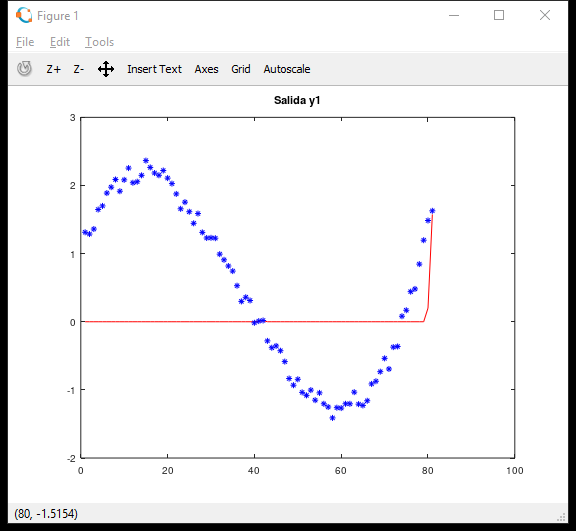 Figure 1
File Edit Tools
Z+ Z- Insert Text Axes Grid Autoscale
Salida y1
3
2
1
0
-1
-2
0 20 40 60 80 100
(80, -1.5154)